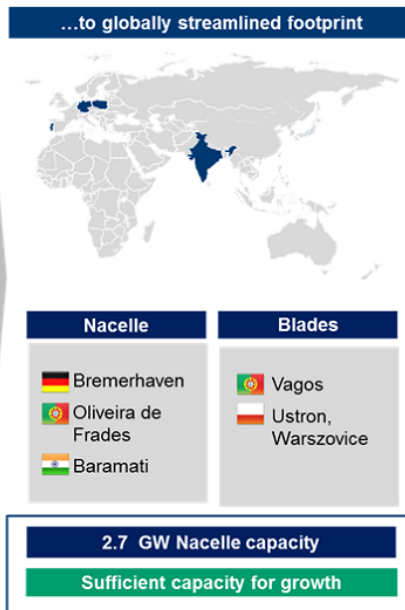 ...to globally streamlined footprint
Nacelle
Bremerhaven
Oliveira de
Frades
Baramati
Blades
Vagos
Ustron,
Warszovice
2.7 GW Nacelle capacity
Sufficient capacity for growth